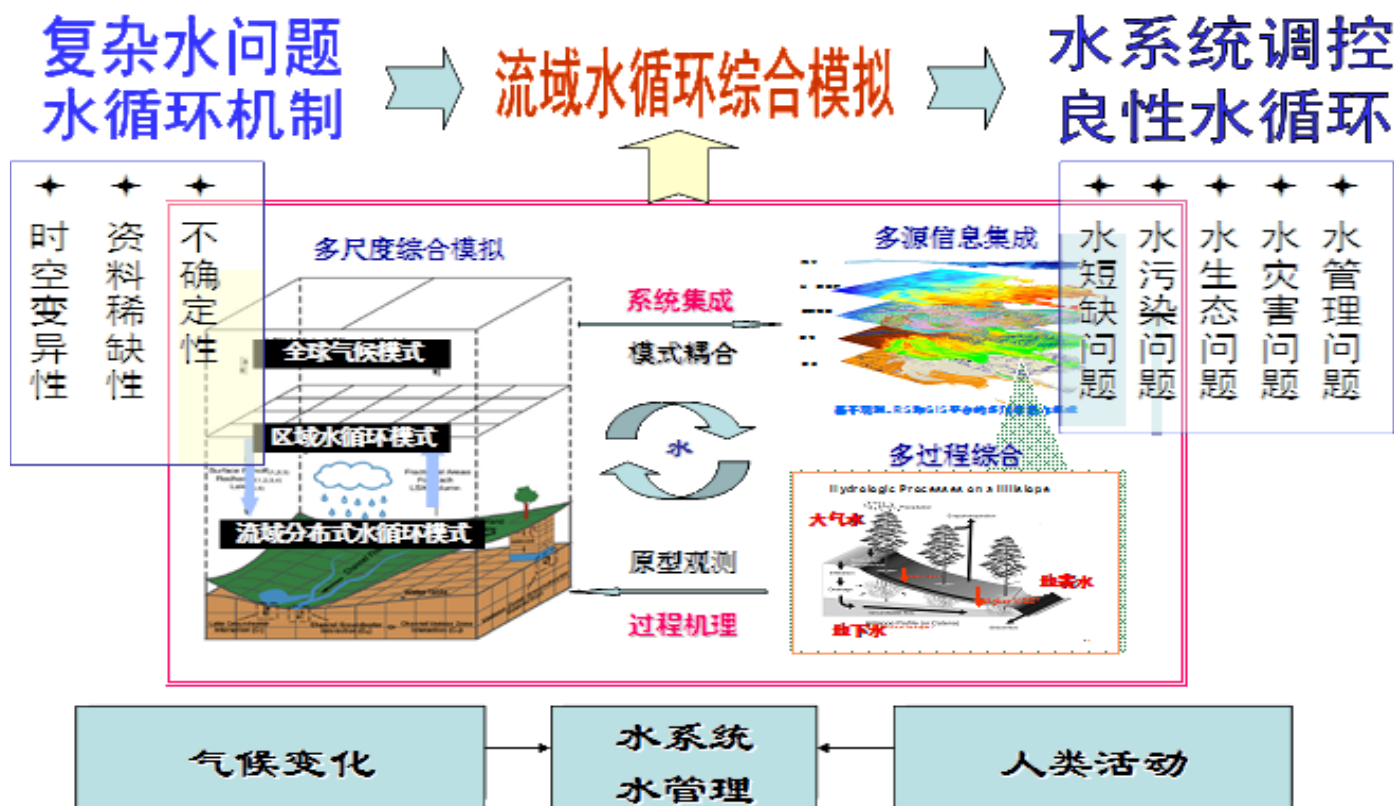 复杂水问题
水循环机制
流域水循环综合模拟
水系统调控
良性水循环
时空变异性
资料稀缺性
不确定性
多尺度综合模拟
全球气候模式
区域水循环模式
流域分布式水循环模式
系统集成
模式耦合
水
原型观测
过程机理
多源信息集成
多过程综合
Hydrologic Processes on a Hillslope
大气水
地表水
地下水
水短缺问题
水污染问题
水生态问题
水灾害问题
水管理问题
气候变化
水系统
水管理
人类活动